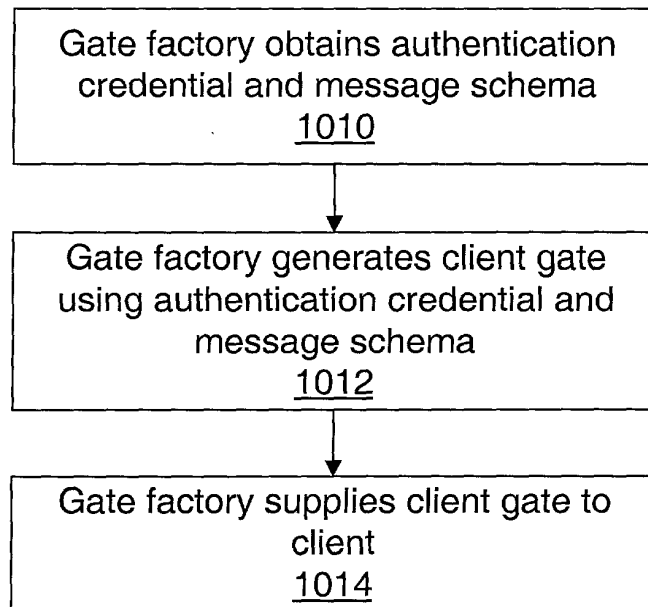 Gate factory obtains authentication
credential and message schema
1010
Gate factory generates client gate
using authentication credential and
message schema
1012
Gate factory supplies client gate to
client
1014